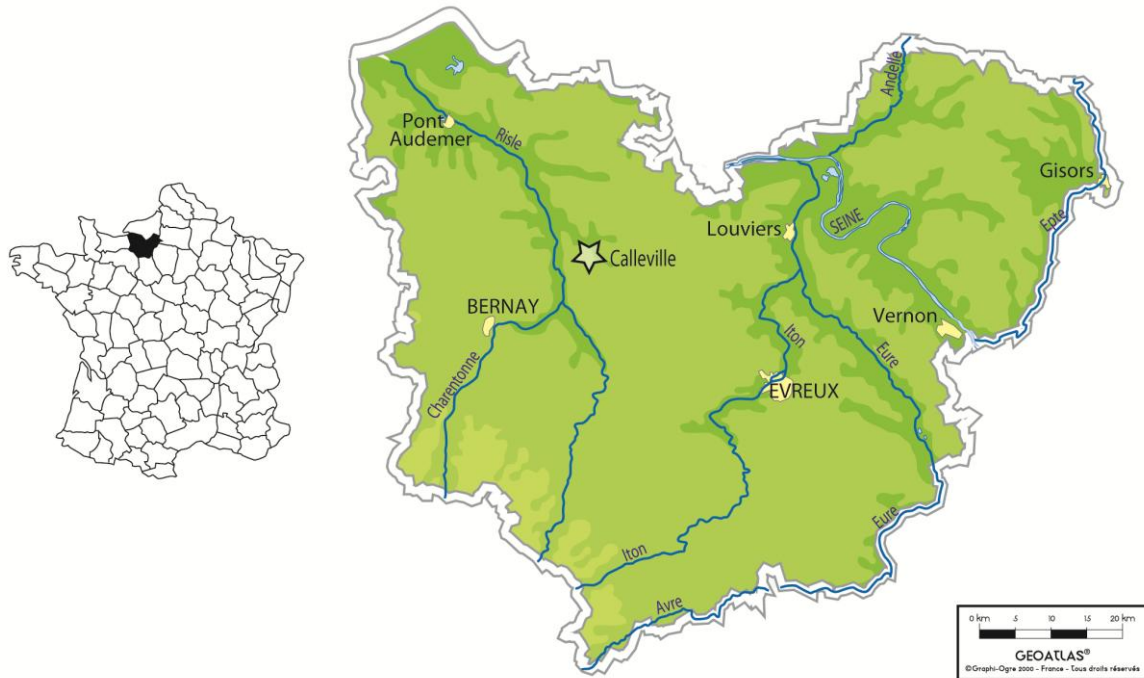 Andelle
Pont
Audemer
Risle
Gisors
Epte
Louviers
SEINE
Calleville
BERNAY
Vernon
Iton
Eure
Charentonne
EVREUX
Eure
Iton
Avre
0 km 5 10 15 20 km
GEOATLAS®
©Graphi-Ogre 2000 - France - Tous droits réservés